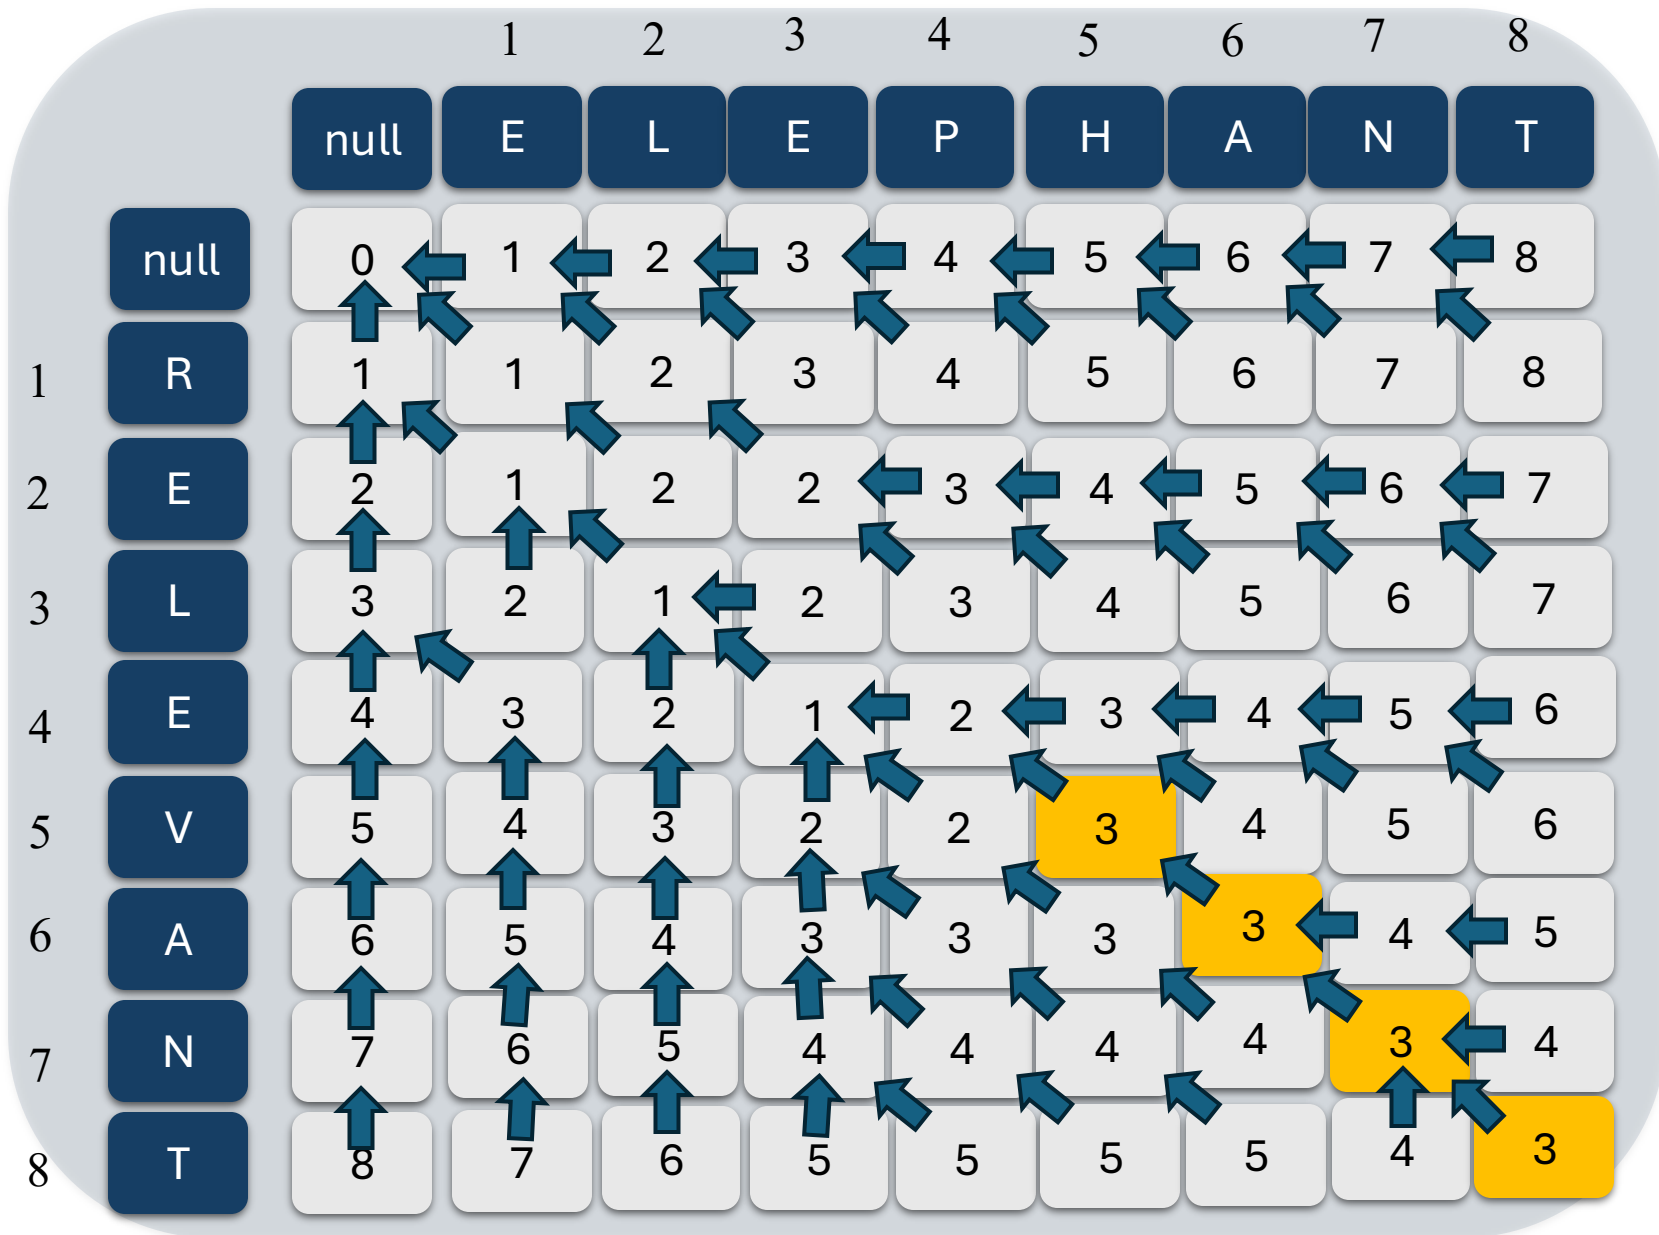 1 2 3 4 5 6 7 8
null E L E P H A N T
null 0 1 2 3 4 5 6 7 8
1 R 1 1 2 3 4 5 6 7 8
2 E 2 1 2 2 3 4 5 6 7
3 L 3 2 1 2 3 4 5 6 7
4 E 4 3 2 1 2 3 4 5 6
5 V 5 4 3 2 2 3 4 5 6
6 A 6 5 4 3 3 3 3 4 5
7 N 7 6 5 4 4 4 4 3 4
8 T 8 7 6 5 5 5 5 4 3